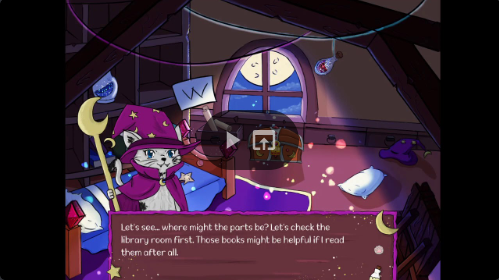 W
Let's see... where might the parts be? Let's check the
library room first. Those books might be helpful if I read
them after all.